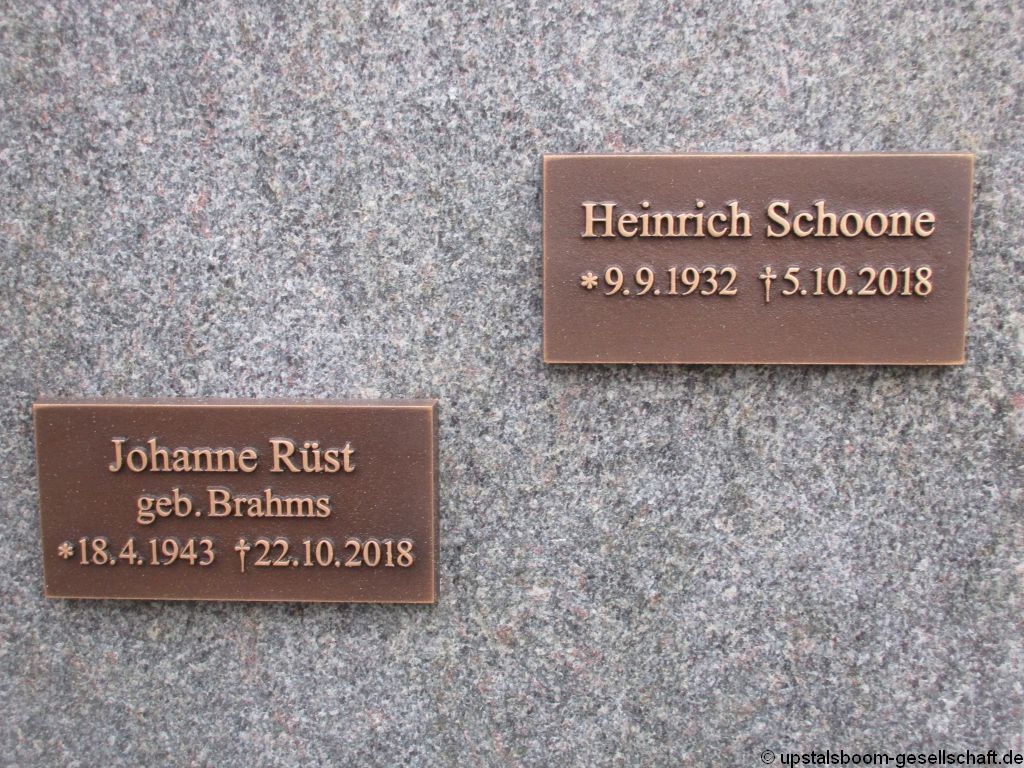 Heinrich Schoone
*9.9.1932 †5.10.2018
Johanne Rüst
geb. Brahms
*18.4.1943 †22.10.2018
© upstalsboom-gesellschaft.de